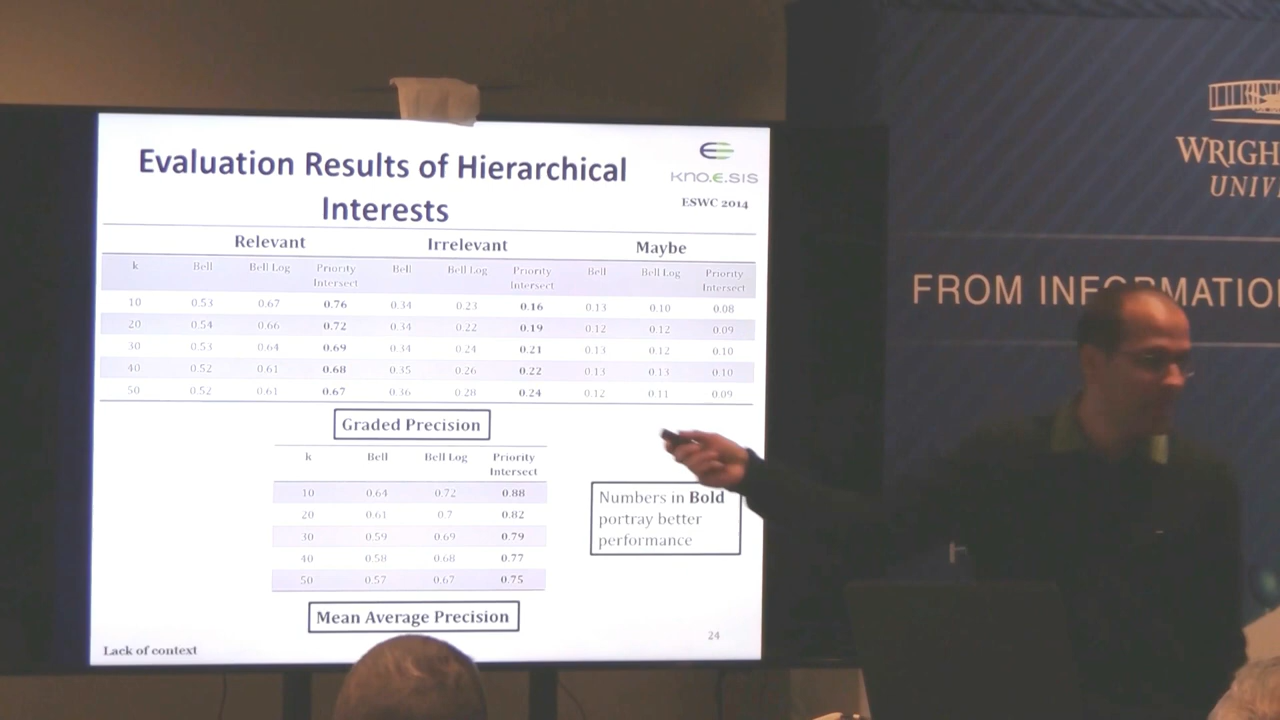 Evaluation Results of Hierarchical
Interests
KNO.E.SIS
ESWC 2014
Relevant Irrelevant Maybe
k Bell Bell Log Priority Intersect Bell Bell Log Priority Intersect Bell Bell Log Priority Intersect
10 0.53 0.67 0.76 0.34 0.23 0.16 0.13 0.10 0.08
20 0.54 0.66 0.72 0.34 0.22 0.19 0.12 0.12 0.09
30 0.53 0.64 0.69 0.34 0.24 0.21 0.13 0.12 0.10
40 0.52 0.61 0.68 0.35 0.26 0.22 0.13 0.13 0.10
50 0.52 0.61 0.67 0.36 0.28 0.24 0.12 0.11 0.09
Graded Precision
k Bell Bell Log Priority Intersect
10 0.64 0.72 0.88
20 0.61 0.7 0.82
30 0.59 0.69 0.79
40 0.58 0.68 0.77
50 0.57 0.67 0.75
Mean Average Precision
Numbers in Bold
portray better
performance
24
Lack of context
WRIGH
UNIV
FROM INFORMATIO